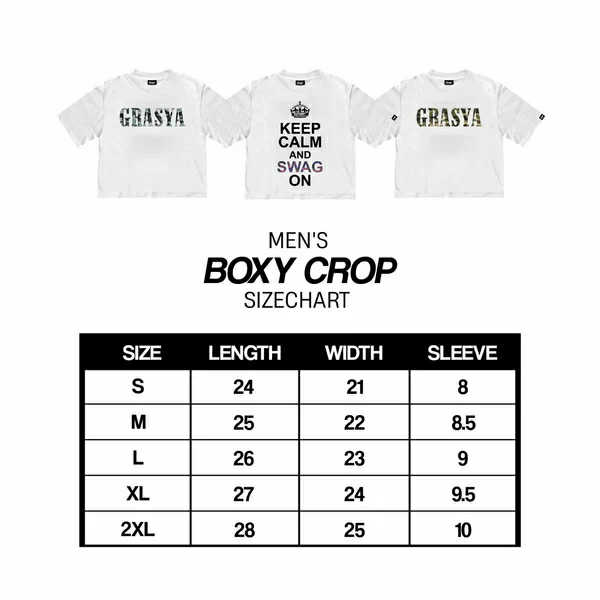 GRASYA
KEEP
CALM
AND
SWAG
ON
GRASYA
MEN'S
BOXY CROP
SIZECHART
SIZE LENGTH WIDTH SLEEVE
S 24 21 8
M 25 22 8.5
L 26 23 9
XL 27 24 9.5
2XL 28 25 10